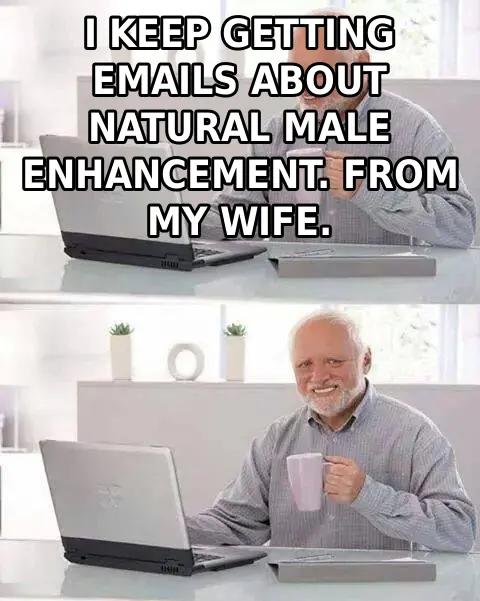 I KEEP GETTING
EMAILS ABOUT
NATURAL MALE
ENHANCEMENT. FROM
MY WIFE.